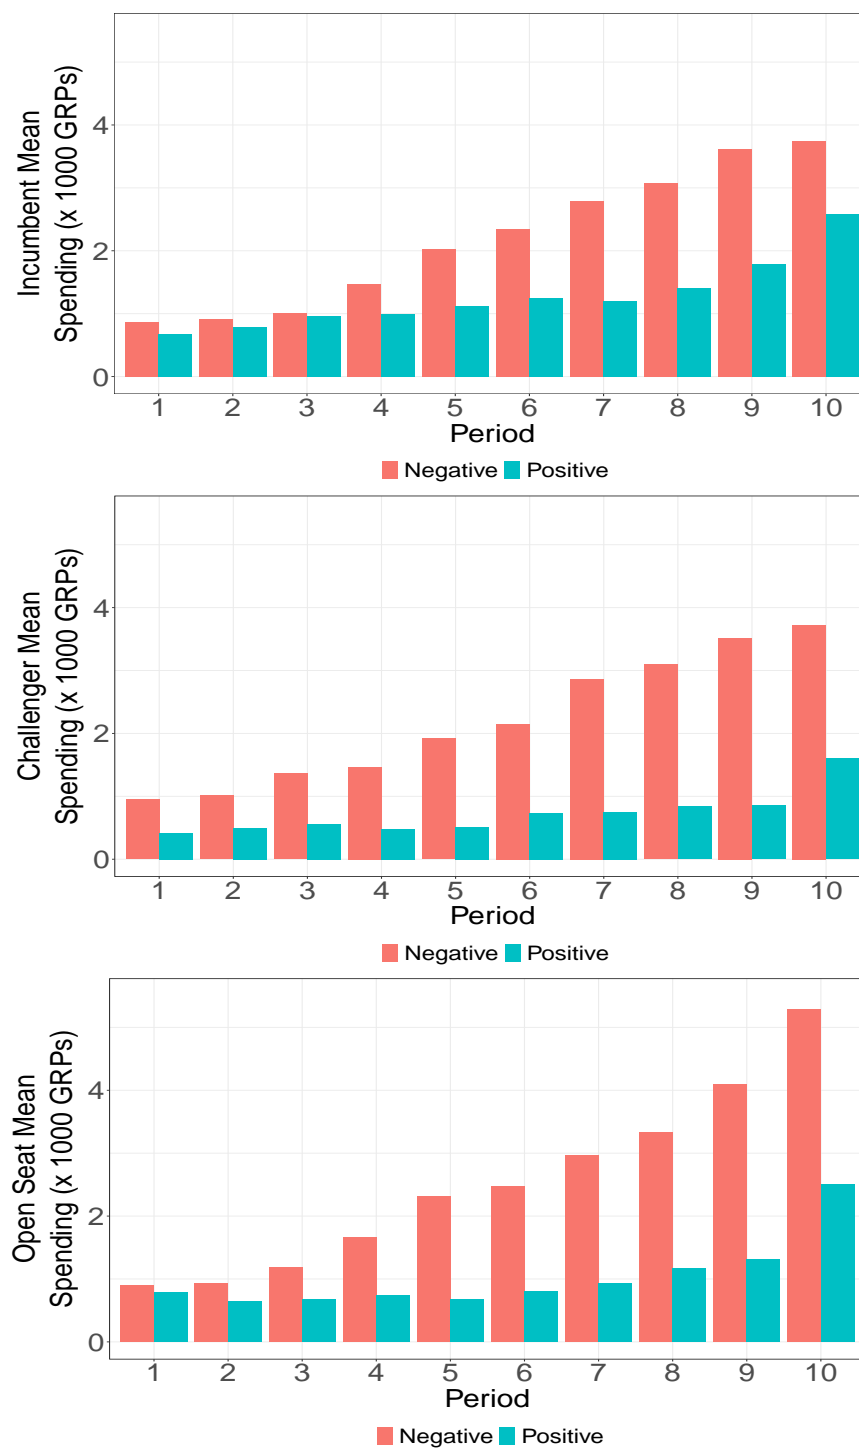 Incumbent Mean
Spending (x 1000 GRPs)
4
2
0
1 2 3 4 5 6 7 8 9 10
Period
Negative Positive
Challenger Mean
Spending (x 1000 GRPs)
4
2
0
1 2 3 4 5 6 7 8 9 10
Period
Negative Positive
Open Seat Mean
Spending (x 1000 GRPs)
4
2
0
1 2 3 4 5 6 7 8 9 10
Period
Negative Positive